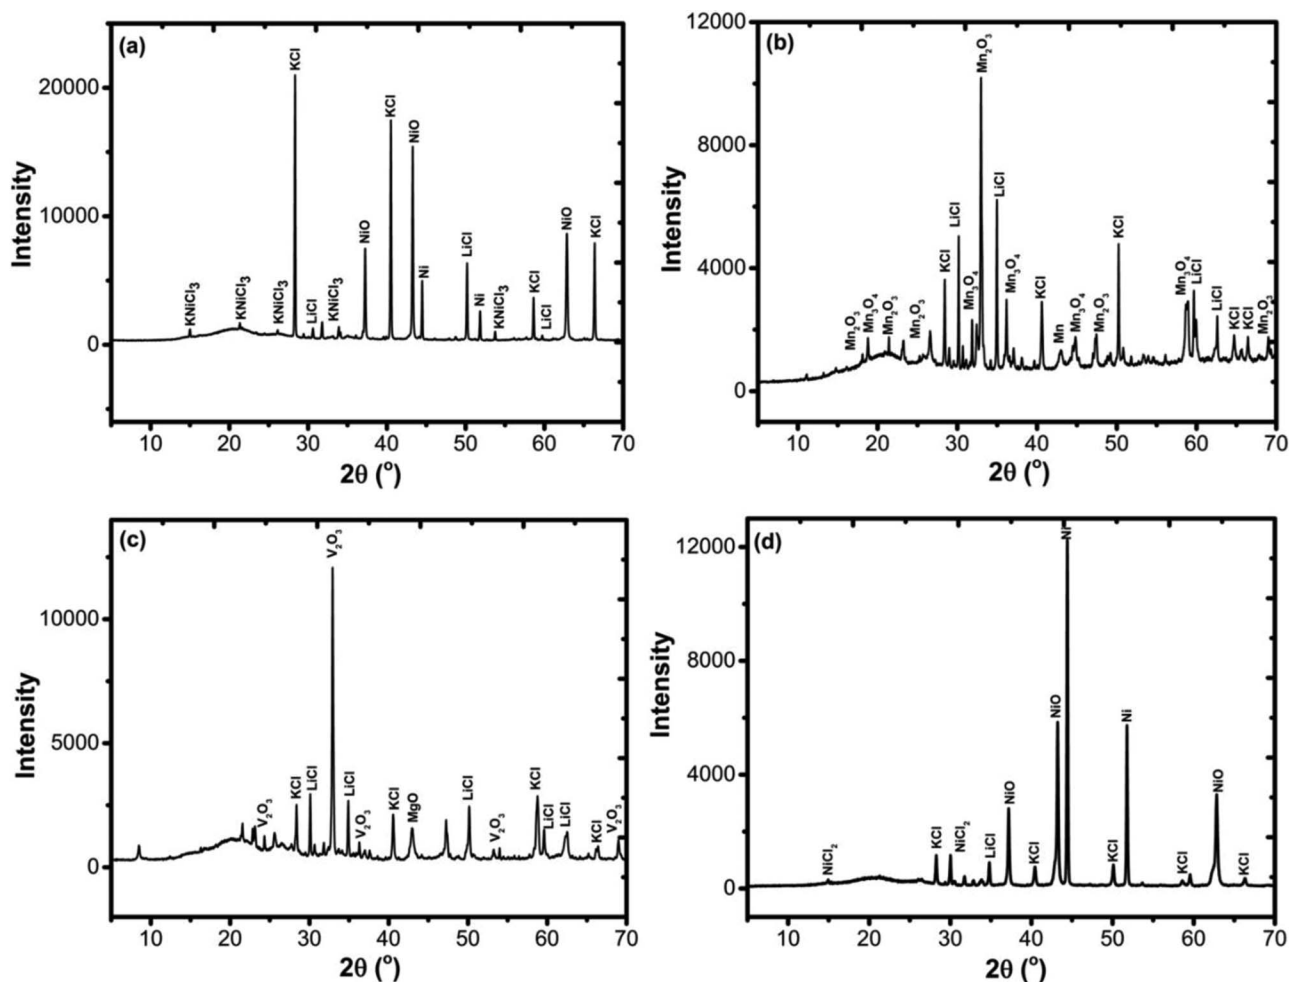 (a)
Intensity
20000
10000
0
KNiCl₃
KNiCl₃
KNiCl₃
KCl
LiCl
KNiCl₃
NiO
KCl
NiO
Ni
LiCl
Ni
KNiCl₃
KCl
LiCl
NiO
KCl
10 20 30 40 50 60 70
2θ (°)
(b)
Intensity
12000
8000
4000
0
Mn₂O₃
Mn₃O₄
Mn₂O₃
Mn₂O₃
KCl
LiCl
Mn₃O₄
Mn₂O₃
LiCl
Mn₃O₄
KCl
Mn
Mn₃O₄
Mn₂O₃
KCl
Mn₃O₄
LiCl
LiCl
KCl
KCl
Mn₂O₃
10 20 30 40 50 60 70
2θ (°)
(c)
Intensity
10000
5000
0
V₂O₃
KCl
LiCl
V₂O₃
LiCl
V₂O₃
KCl
MgO
LiCl
V₂O₃
KCl
LiCl
LiCl
KCl
V₂O₃
10 20 30 40 50 60 70
2θ (°)
(d)
Intensity
12000
8000
4000
0
NiCl₂
KCl
NiCl₂
LiCl
NiO
KCl
NiO
Ni
KCl
Ni
KCl
NiO
KCl
10 20 30 40 50 60 70
2θ (°)